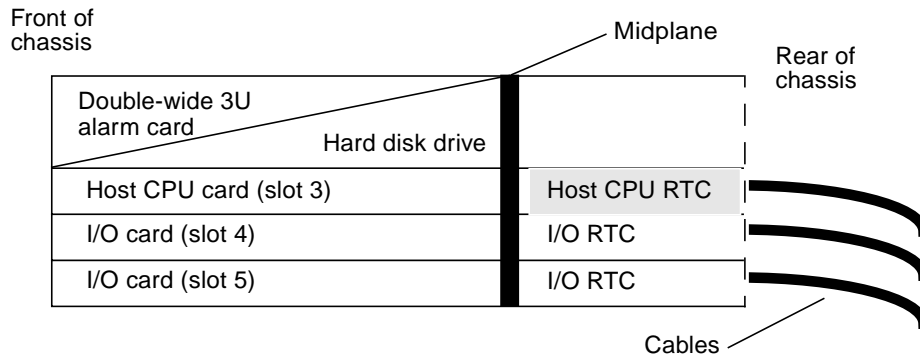 Front of
chassis
Midplane
Rear of
chassis
Double-wide 3U
alarm card
Hard disk drive
Host CPU card (slot 3)
Host CPU RTC
I/O card (slot 4)
I/O RTC
I/O card (slot 5)
I/O RTC
Cables